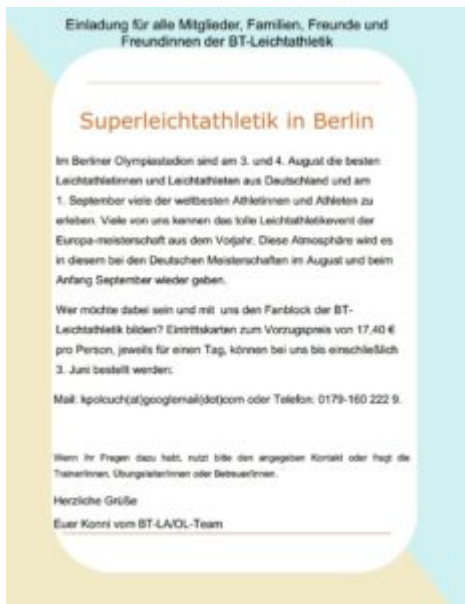 Einladung für alle Mitglieder, Familien, Freunde und
Freundinnen der BT-Leichtathletik
Superleichtathletik in Berlin
Im Berliner Olympiastadion sind am 3. und 4. August die besten
Leichtathletinnen und Leichtathleten aus Deutschland und am
1. September viele der weltbesten Athletinnen und Athleten zu
erleben. Viele von uns kennen das tolle Leichtathletikevent der
Europa-meisterschaft aus dem Vorjahr. Diese Atmosphäre wird es
in diesem bei den Deutschen Meisterschaften im August und beim
Anfang September wieder geben.
Wer möchte dabei sein und mit uns den Fanblock der BT-
Leichtathletik bilden? Eintrittskarten zum Vorzugspreis von 17,40 €
pro Person, jeweils für einen Tag, können bei uns bis einschließlich
3. Juni bestellt werden:
Mail: kpolcuch(at)googlemail(dot)com oder Telefon: 0179-160 222 9.
Wenn Ihr Fragen dazu habt, nutzt bitte den angegeben Kontakt oder fragt die
TrainerInnen, ÜbungsleiterInnen oder BetreuerInnen.
Herzliche Grüße
Euer Konni vom BT-LA/OL-Team